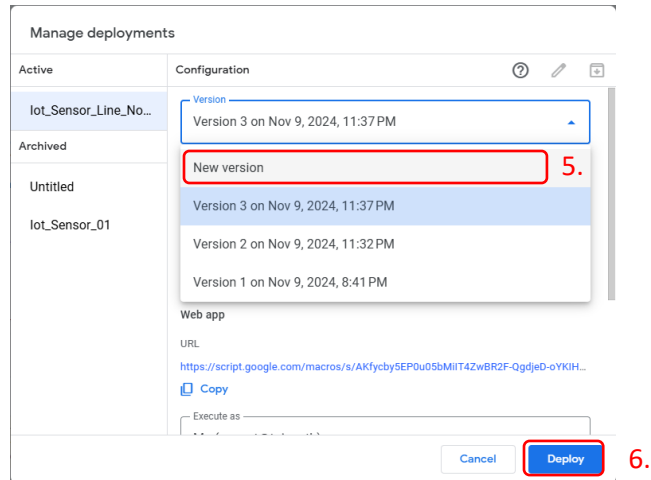 Manage deployments
Active
Configuration
Iot_Sensor_Line_No...
Archived
Untitled
Iot_Sensor_01
Version
Version 3 on Nov 9, 2024, 11:37 PM
New version
5.
Version 3 on Nov 9, 2024, 11:37 PM
Version 2 on Nov 9, 2024, 11:32 PM
Version 1 on Nov 9, 2024, 8:41 PM
Web app
URL
https://script.google.com/macros/s/AKfycby5EP0u05bMiIT4ZwBR2F-QgdjeD-oYKIH...
Copy
Execute as
Cancel
Deploy
6.